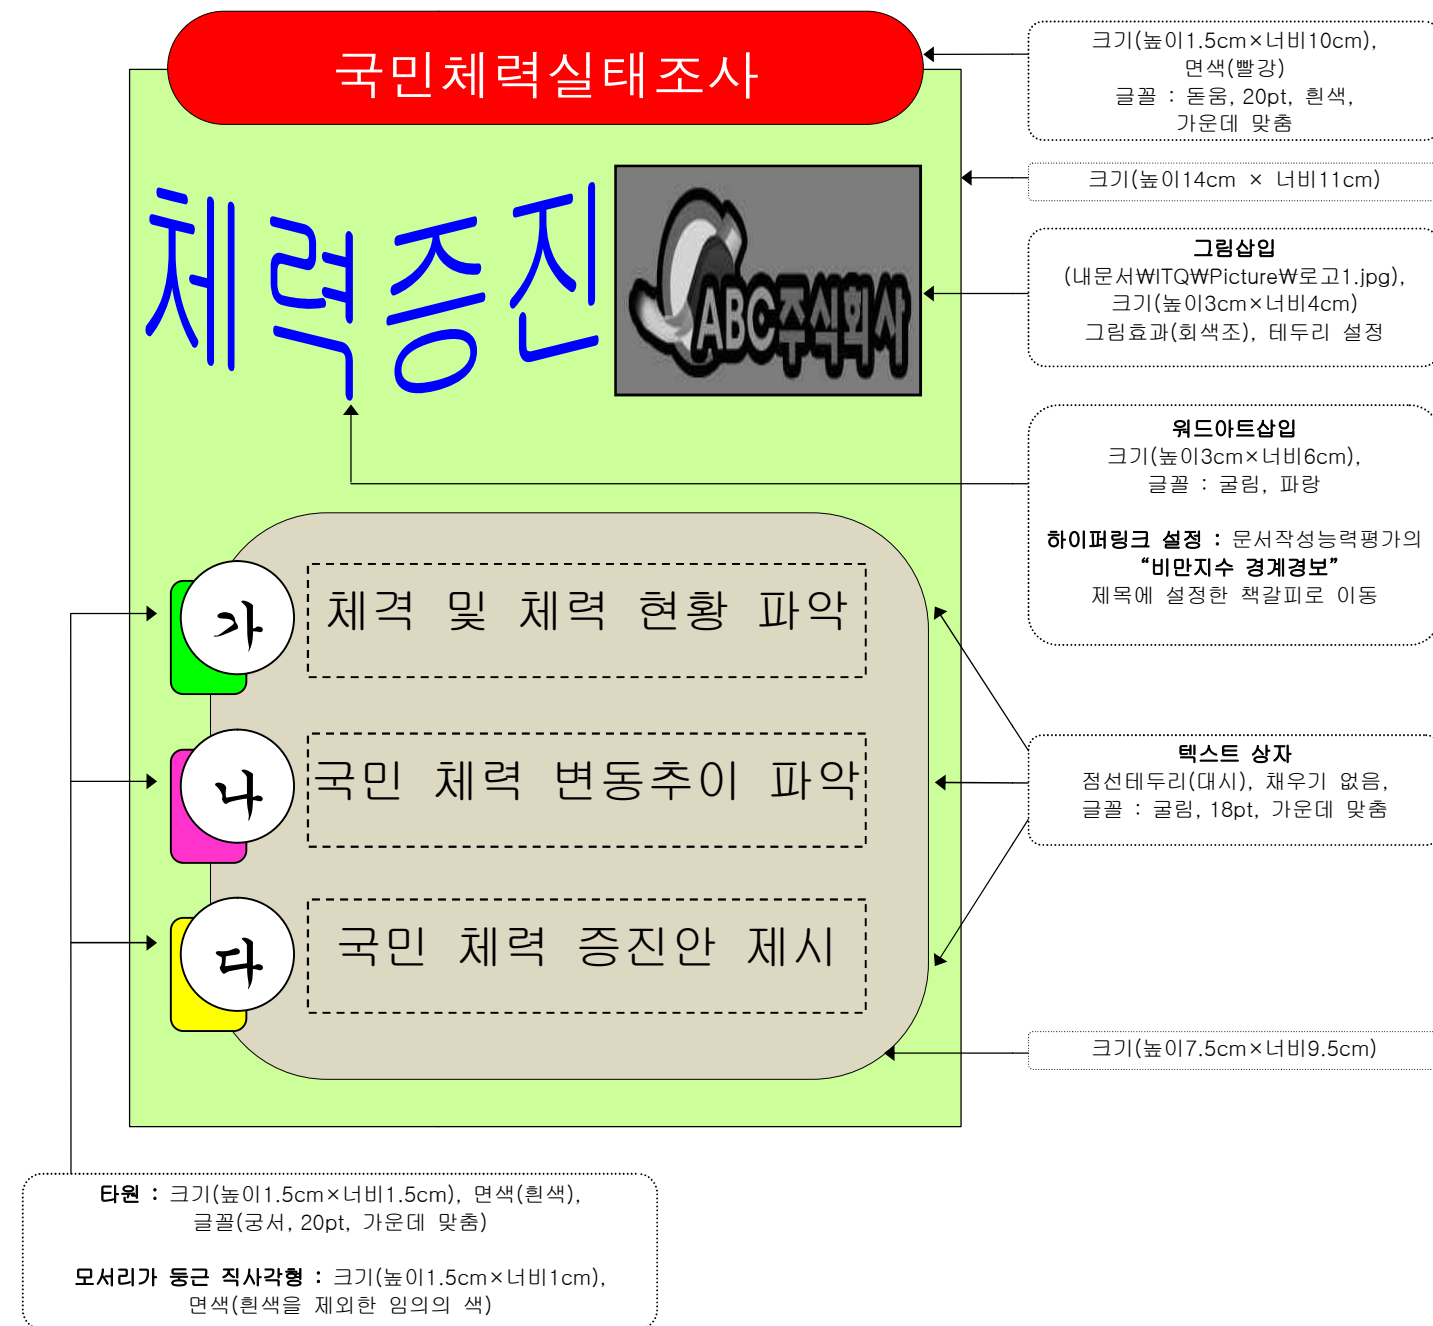 국민체력실태조사
크기(높이1.5cm×너비10cm),
면색(빨강)
글꼴 : 돋움, 20pt, 흰색,
가운데 맞춤
크기(높이14cm × 너비11cm)
체력증진
ABC주식회사
그림삽입
(내문서₩ITQ₩Picture₩로고1.jpg),
크기(높이3cm×너비4cm)
그림효과(회색조), 테두리 설정
워드아트삽입
크기(높이3cm×너비6cm),
글꼴 : 굴림, 파랑
하이퍼링크 설정 : 문서작성능력평가의
“비만지수 경계경보”
제목에 설정한 책갈피로 이동
가
체격 및 체력 현황 파악
나
국민 체력 변동추이 파악
텍스트 상자
점선테두리(대시), 채우기 없음,
글꼴 : 굴림, 18pt, 가운데 맞춤
다
국민 체력 증진안 제시
크기(높이7.5cm×너비9.5cm)
타원 : 크기(높이1.5cm×너비1.5cm), 면색(흰색),
글꼴(궁서, 20pt, 가운데 맞춤)
모서리가 둥근 직사각형 : 크기(높이1.5cm×너비1cm),
면색(흰색을 제외한 임의의 색)